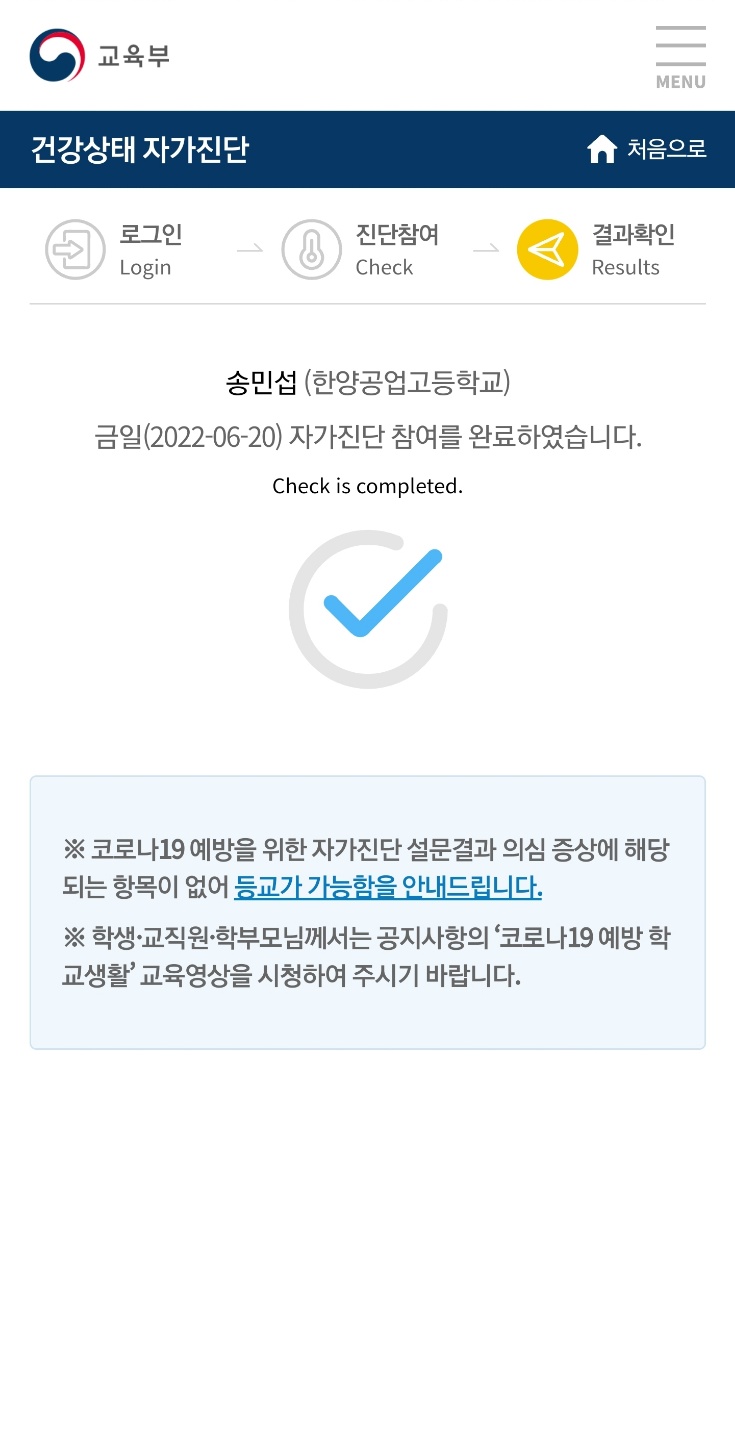 교육부
MENU
건강상태 자가진단
처음으로
로그인
Login
진단참여
Check
결과확인
Results
송민섭 (한양공업고등학교)
금일(2022-06-20) 자가진단 참여를 완료하였습니다.
Check is completed.
※ 코로나19 예방을 위한 자가진단 설문결과 의심 증상에 해당
되는 항목이 없어 등교가 가능함을 안내드립니다.
※ 학생·교직원·학부모님께서는 공지사항의 ‘코로나19 예방 학
교생활’ 교육영상을 시청하여 주시기 바랍니다.